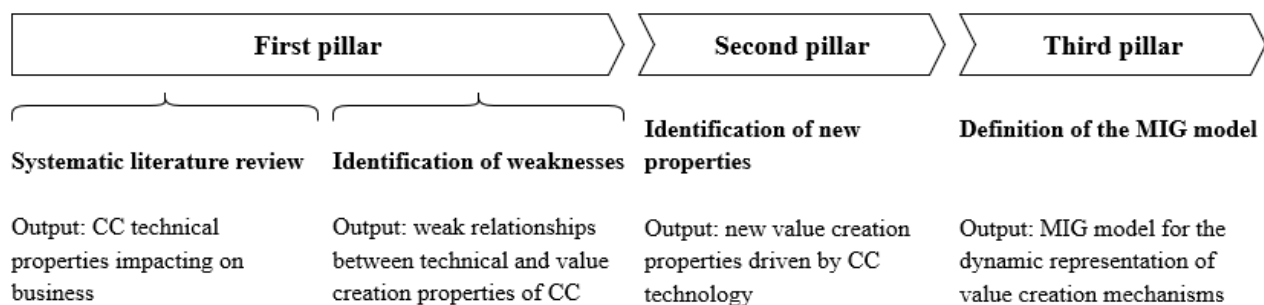 First pillar
Second pillar
Third pillar
Systematic literature review
Output: CC technical
properties impacting on
business
Identification of weaknesses
Output: weak relationships
between technical and value
creation properties of CC
Identification of new
properties
Output: new value creation
properties driven by CC
technology
Definition of the MIG model
Output: MIG model for the
dynamic representation of
value creation mechanisms